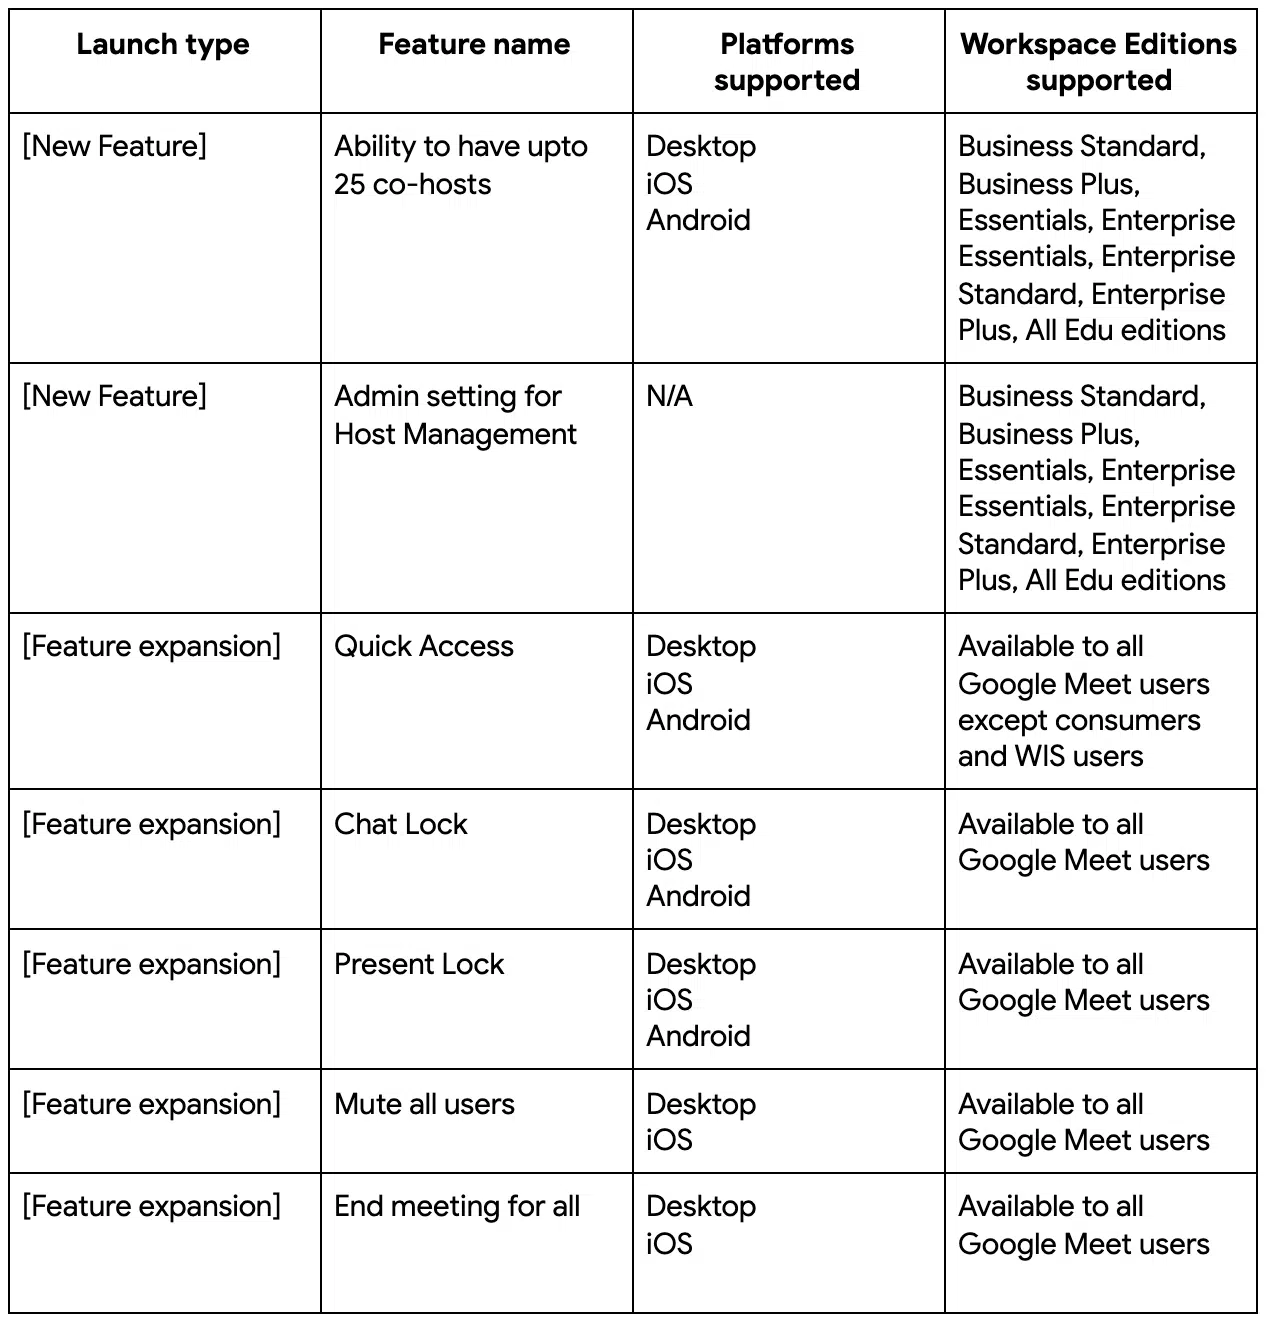 Launch type
Feature name
Platforms
supported
Workspace Editions
supported
[New Feature]
Ability to have upto
25 co-hosts
Desktop
iOS
Android
Business Standard,
Business Plus,
Essentials, Enterprise
Essentials, Enterprise
Standard, Enterprise
Plus, All Edu editions
[New Feature]
Admin setting for
Host Management
N/A
Business Standard,
Business Plus,
Essentials, Enterprise
Essentials, Enterprise
Standard, Enterprise
Plus, All Edu editions
[Feature expansion]
Quick Access
Desktop
iOS
Android
Available to all
Google Meet users
except consumers
and WIS users
[Feature expansion]
Chat Lock
Desktop
iOS
Android
Available to all
Google Meet users
[Feature expansion]
Present Lock
Desktop
iOS
Android
Available to all
Google Meet users
[Feature expansion]
Mute all users
Desktop
iOS
Available to all
Google Meet users
[Feature expansion]
End meeting for all
Desktop
iOS
Available to all
Google Meet users